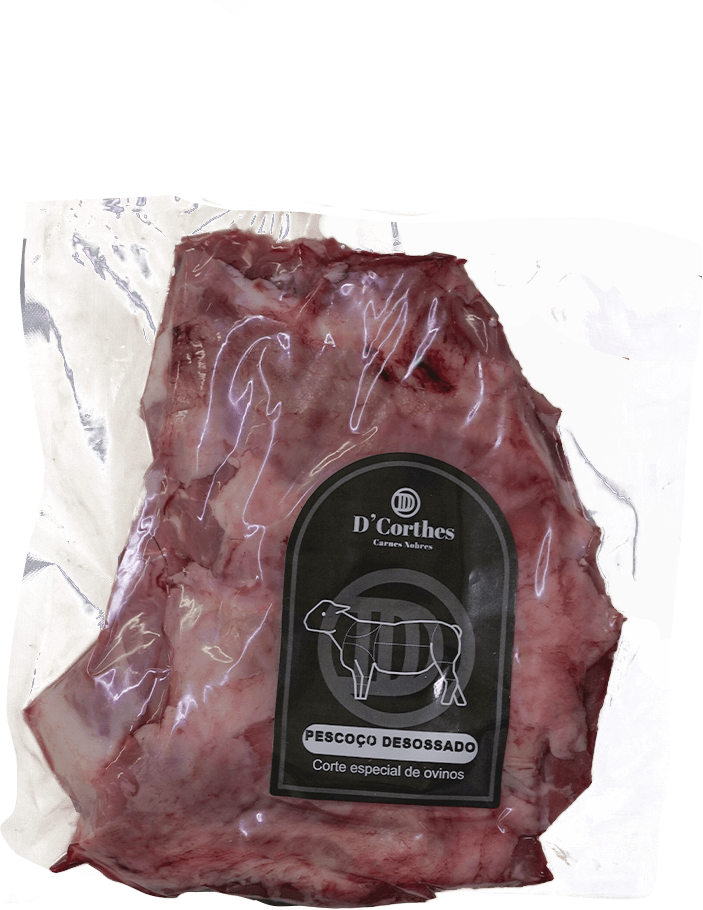 D'Corthes
Carnes Nobres
PESCOÇO DESOSSADO
Corte especial de ovinos